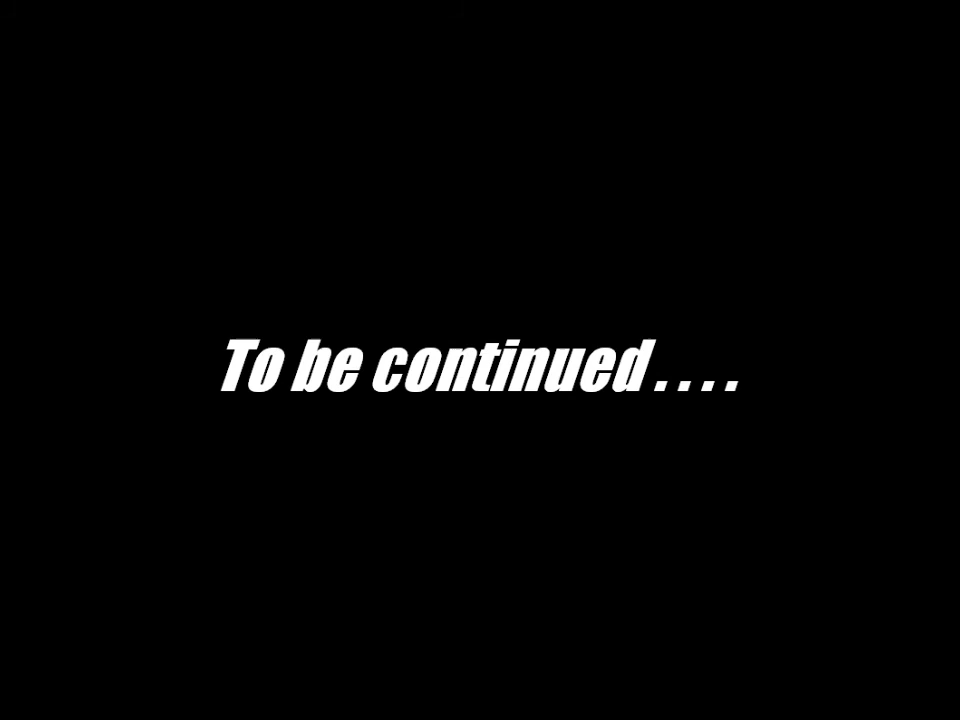 To be continued . . . .